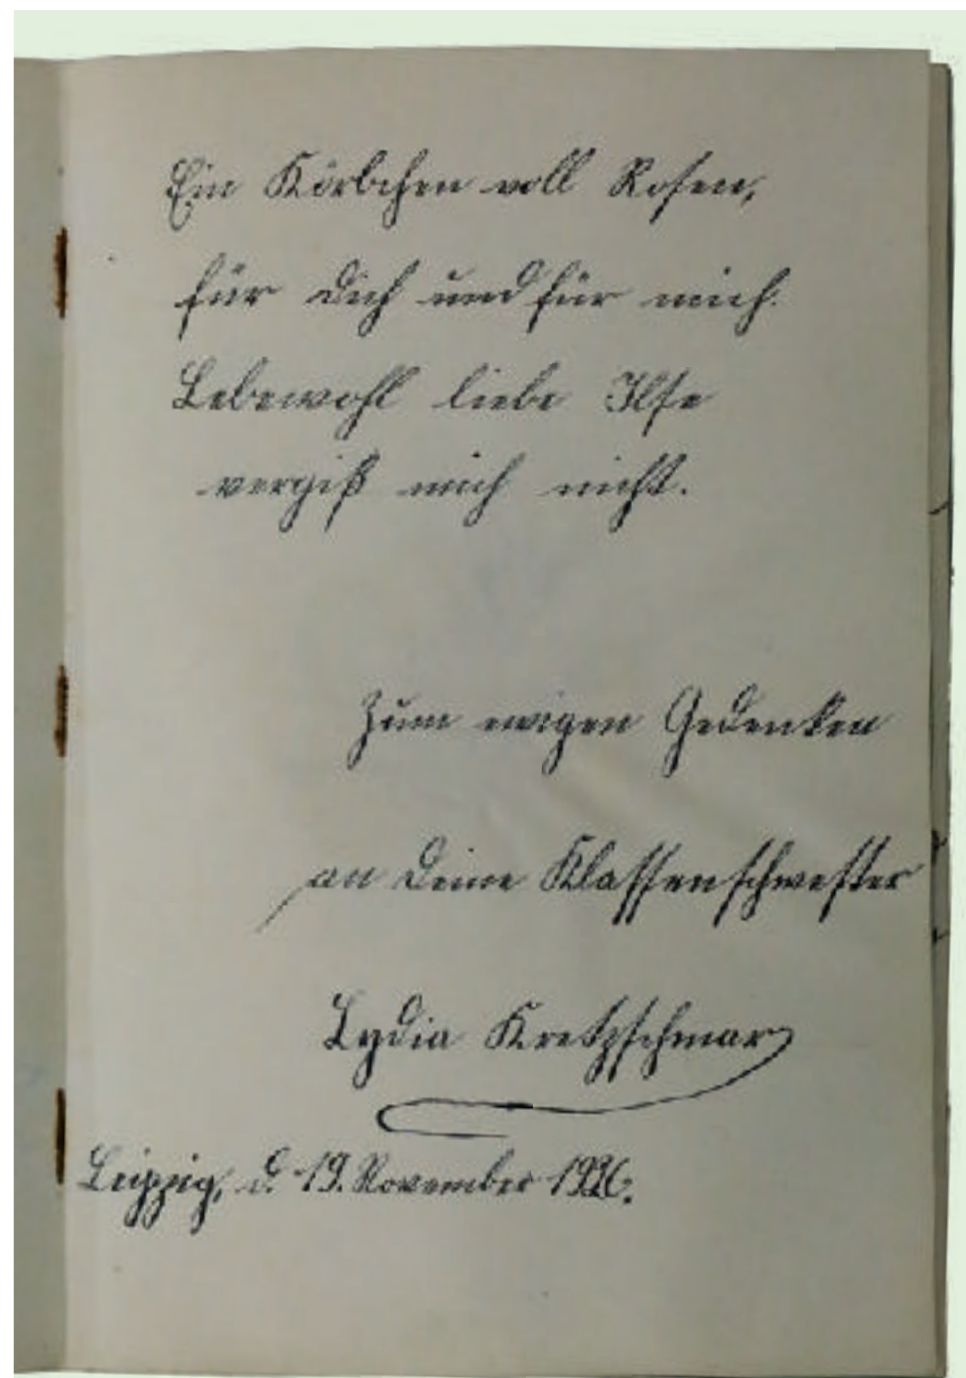 Ein Körbchen voll Rosen,
für dich und für mich.
Lebewohl liebe Ilse
vergiß mich nicht.
Zum ewigen Gedenken
an Deine Klassenschwester
Lydia Kretzschmar
Leipzig, d. 19. November 1926.